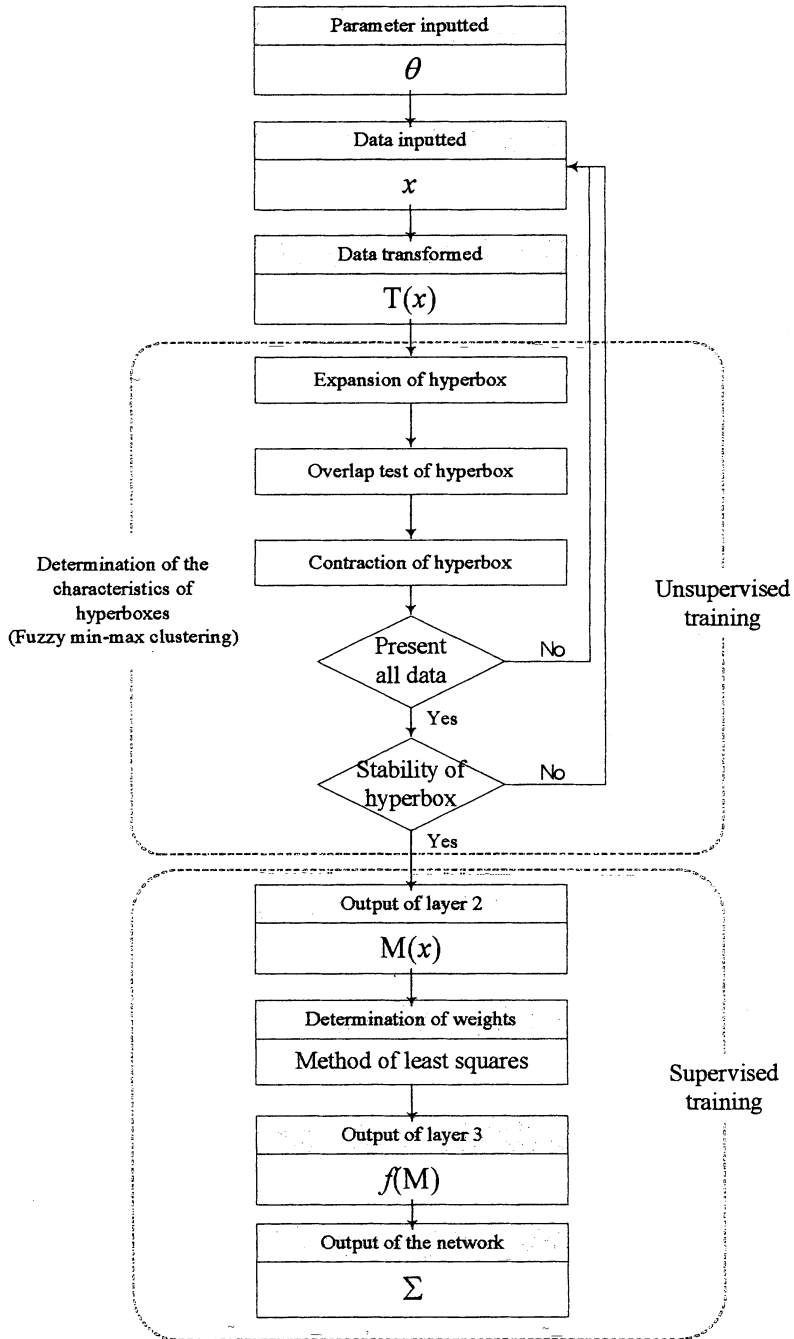 Parameter inputted
θ
Data inputted
x
Data transformed
T(x)
Expansion of hyperbox
Overlap test of hyperbox
Contraction of hyperbox
Determination of the
characteristics of
hyperboxes
(Fuzzy min-max clustering)
Unsupervised
training
Present
all data
No
Yes
Stability of
hyperbox
No
Yes
Output of layer 2
M(x)
Determination of weights
Method of least squares
Supervised
training
Output of layer 3
f(M)
Output of the network
Σ